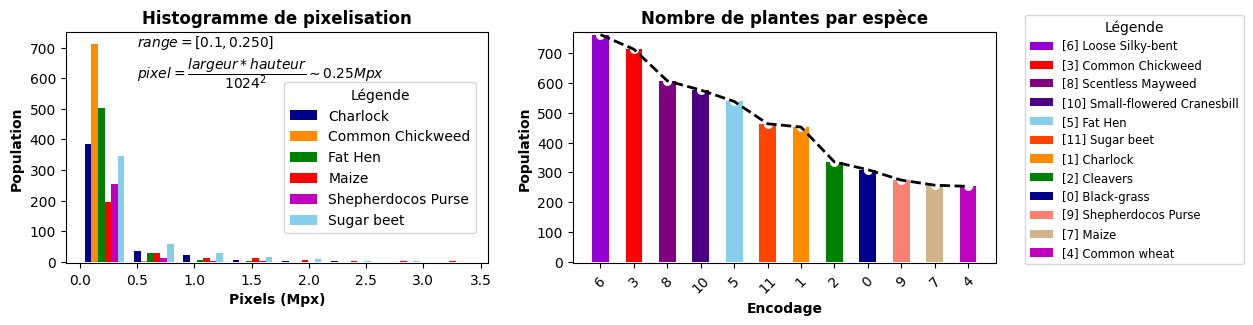 Histogramme de pixelisation
range = [0.1, 0.250]
pixel = largeur * hauteur / 1024² ~ 0.25Mpx
Légende
Charlock
Common Chickweed
Fat Hen
Maize
Shepherdocos Purse
Sugar beet
Population
700
600
500
400
300
200
100
0
0.0 0.5 1.0 1.5 2.0 2.5 3.0 3.5
Pixels (Mpx)
Nombre de plantes par espèce
Population
700
600
500
400
300
200
100
0
6 3 8 10 5 11 1 2 0 9 7 4
Encodage
Légende
[6] Loose Silky-bent
[3] Common Chickweed
[8] Scentless Mayweed
[10] Small-flowered Cranesbill
[5] Fat Hen
[11] Sugar beet
[1] Charlock
[2] Cleavers
[0] Black-grass
[9] Shepherdocos Purse
[7] Maize
[4] Common wheat